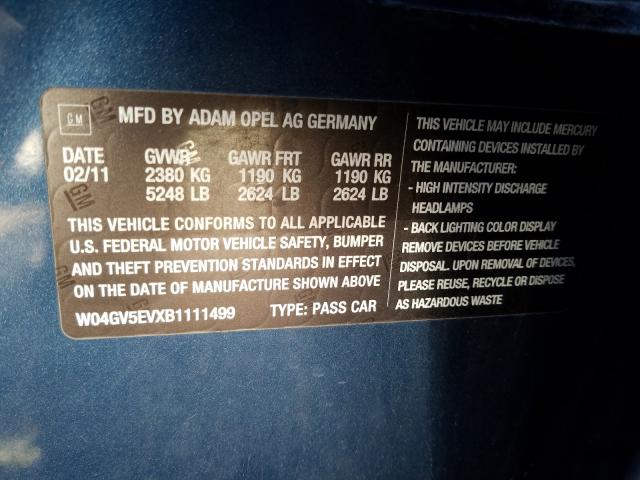 GM
MFD BY ADAM OPEL AG GERMANY
DATE GVWR GAWR FRT GAWR RR
02/11 2380 KG 1190 KG 1190 KG
5248 LB 2624 LB 2624 LB
THIS VEHICLE CONFORMS TO ALL APPLICABLE
U.S. FEDERAL MOTOR VEHICLE SAFETY, BUMPER
AND THEFT PREVENTION STANDARDS IN EFFECT
ON THE DATE OF MANUFACTURE SHOWN ABOVE
W04GV5EVXB1111499 TYPE: PASS CAR
THIS VEHICLE MAY INCLUDE MERCURY
CONTAINING DEVICES INSTALLED BY
THE MANUFACTURER:
- HIGH INTENSITY DISCHARGE
HEADLAMPS
- BACK LIGHTING COLOR DISPLAY
REMOVE DEVICES BEFORE VEHICLE
DISPOSAL. UPON REMOVAL OF DEVICES,
PLEASE REUSE, RECYCLE OR DISPOSE
AS HAZARDOUS WASTE